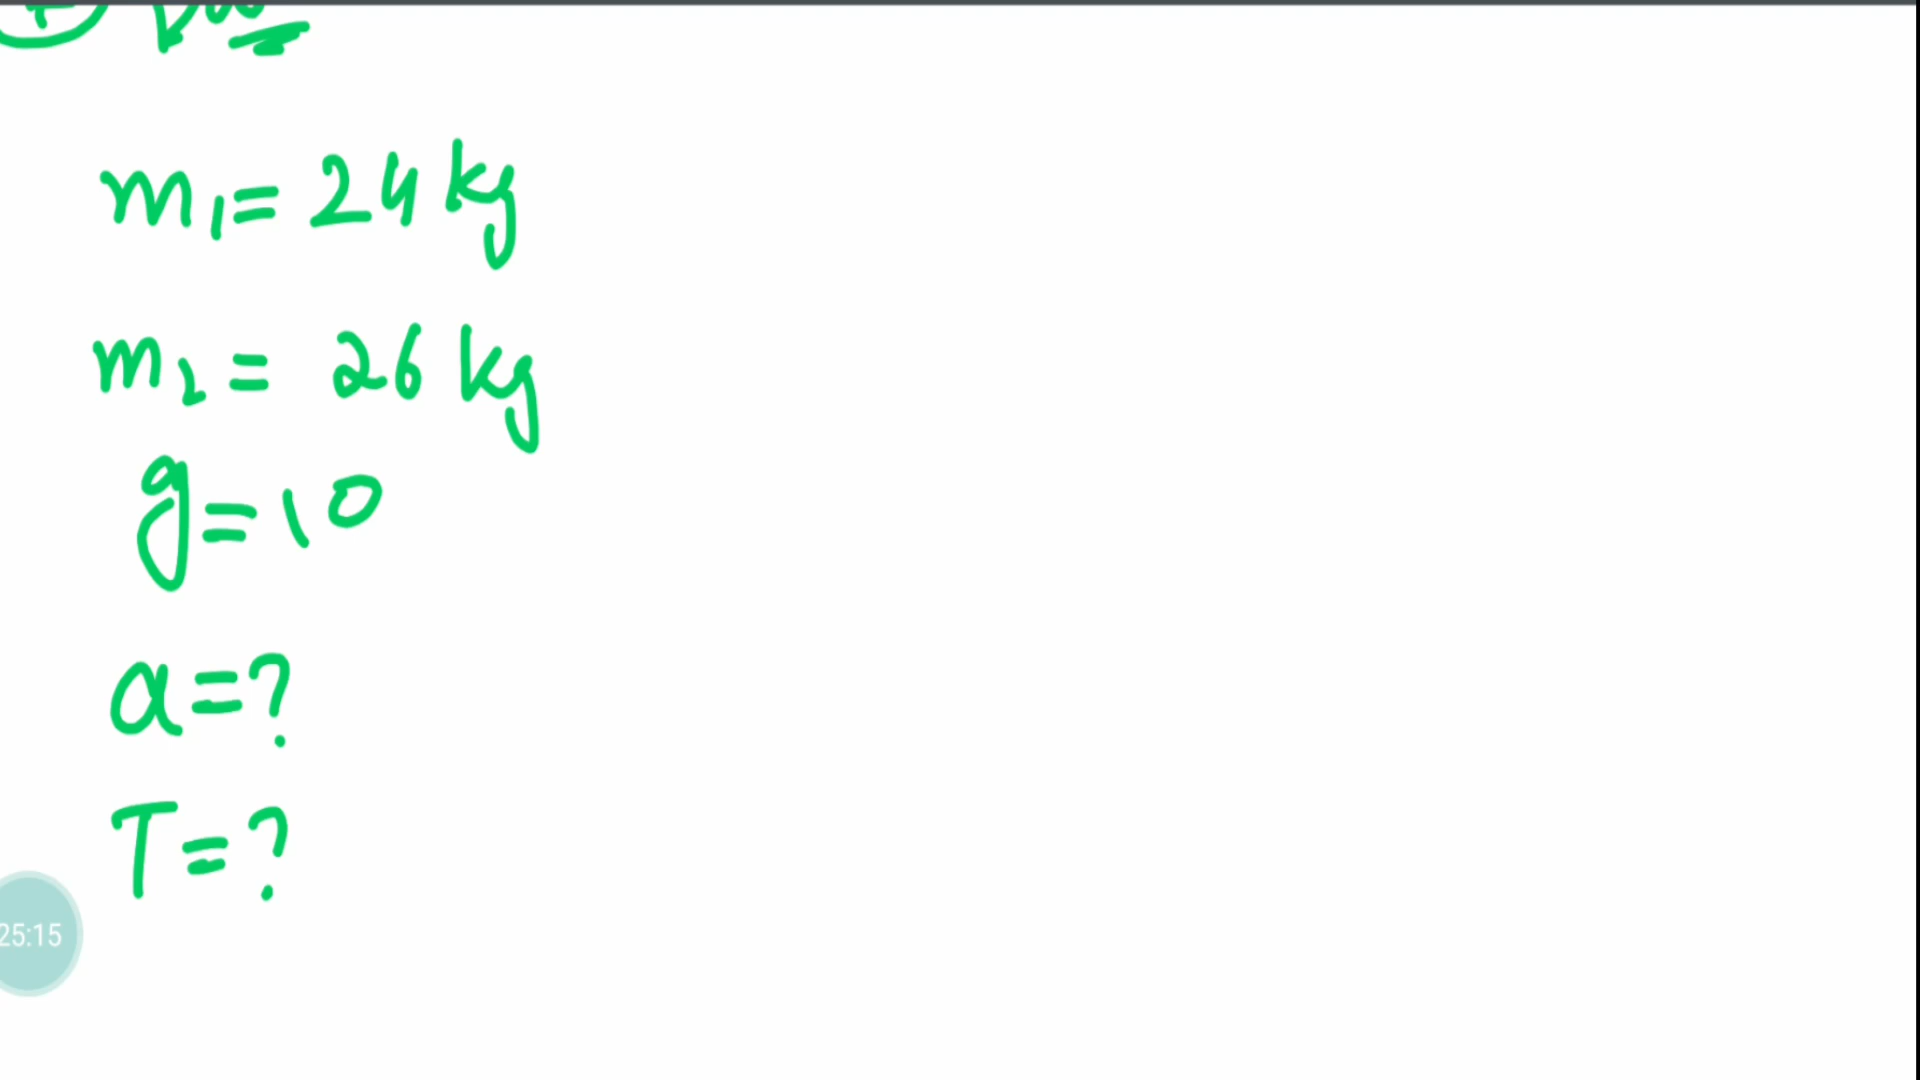 m₁= 24 kg
m₂ = 26 kg
g=10
a=?
T=?
25:15